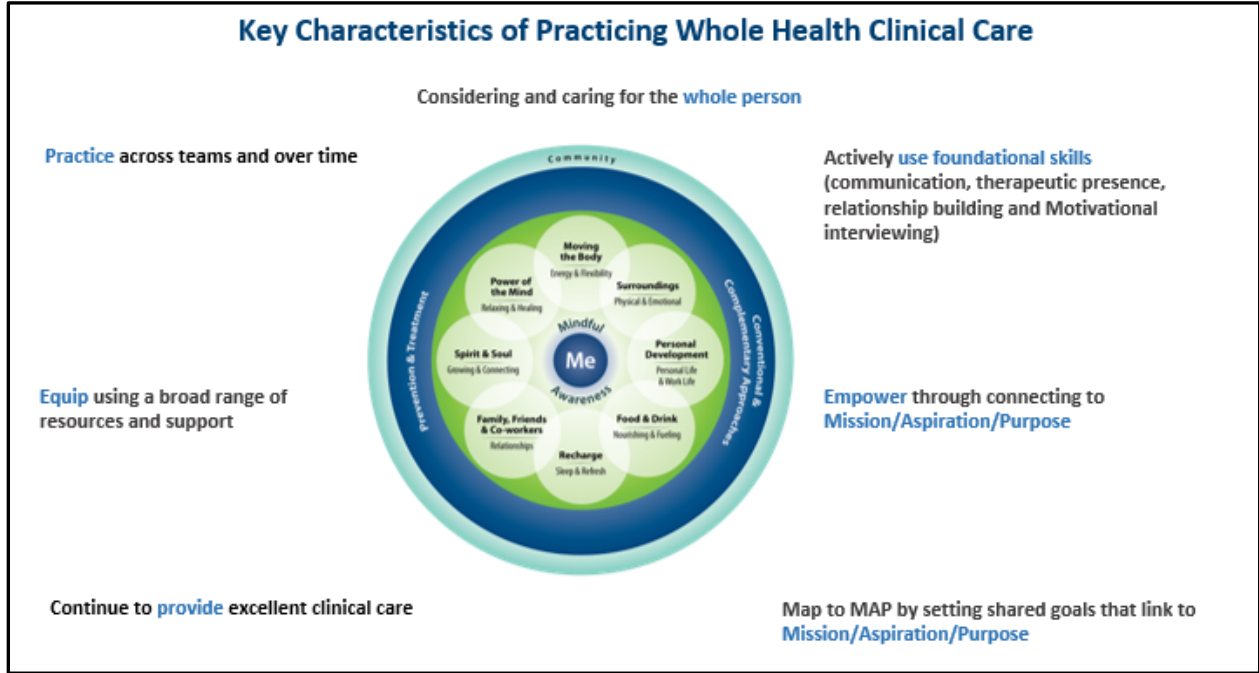 Key Characteristics of Practicing Whole Health Clinical Care
Considering and caring for the whole person
Practice across teams and over time
Actively use foundational skills
(communication, therapeutic presence,
relationship building and Motivational
interviewing)
Equip using a broad range of
resources and support
Empower through connecting to
Mission/Aspiration/Purpose
Continue to provide excellent clinical care
Map to MAP by setting shared goals that link to
Mission/Aspiration/Purpose
Community
Prevention & Treatment
Conventional &
Complementary Approaches
Moving
the Body
Energy & Flexibility
Surroundings
Physical & Emotional
Personal
Development
Personal Life
& Work Life
Food & Drink
Nourishing & Fueling
Recharge
Sleep & Refresh
Family, Friends
& Co-workers
Relationships
Spirit & Soul
Growing & Connecting
Power of
the Mind
Relaxing & Healing
Mindful
Me
Awareness